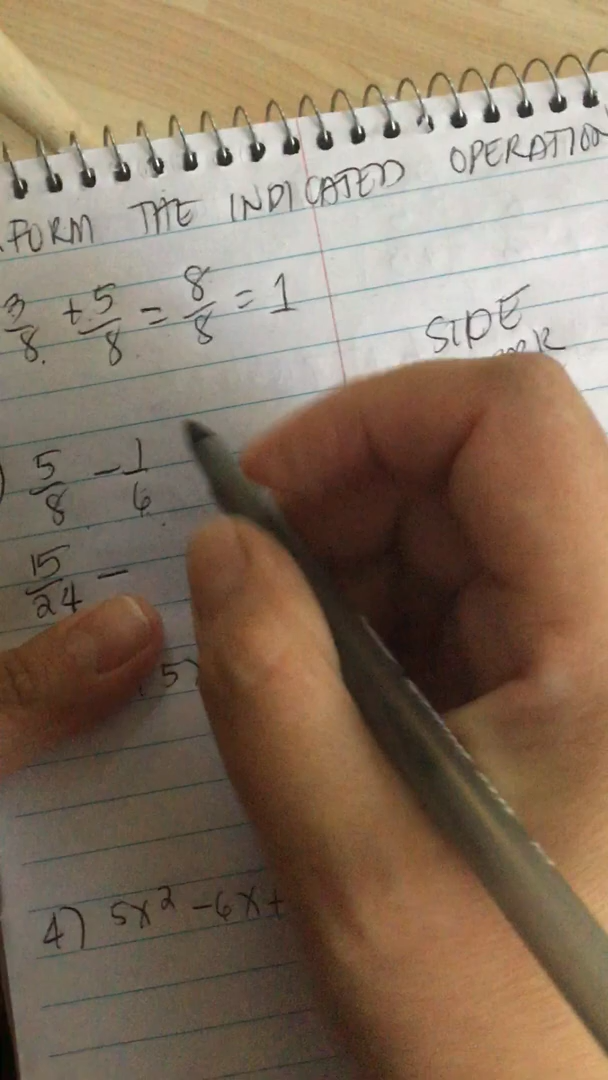 FORM THE INDICATED OPERATION
3/8 + 5/8 = 8/8 = 1
SIDE
) 5/8 - 1/6
15/24 -
5)
4) 5x² - 6x +